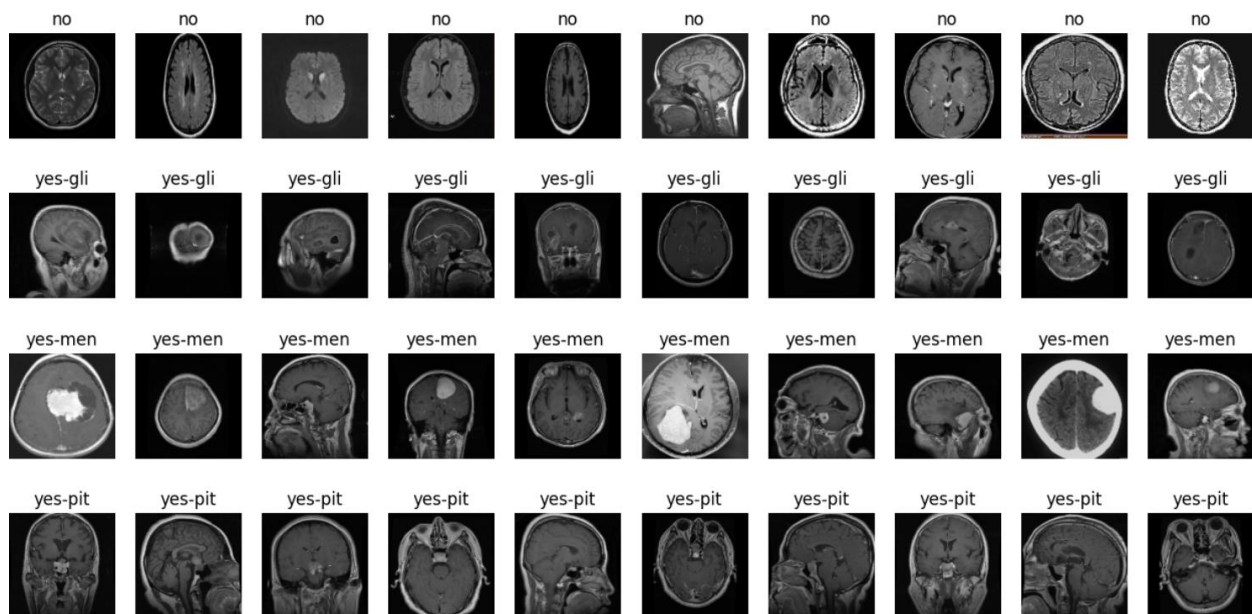 no no no no no no no no no no
yes-gli yes-gli yes-gli yes-gli yes-gli yes-gli yes-gli yes-gli yes-gli yes-gli
yes-men yes-men yes-men yes-men yes-men yes-men yes-men yes-men yes-men yes-men
yes-pit yes-pit yes-pit yes-pit yes-pit yes-pit yes-pit yes-pit yes-pit yes-pit